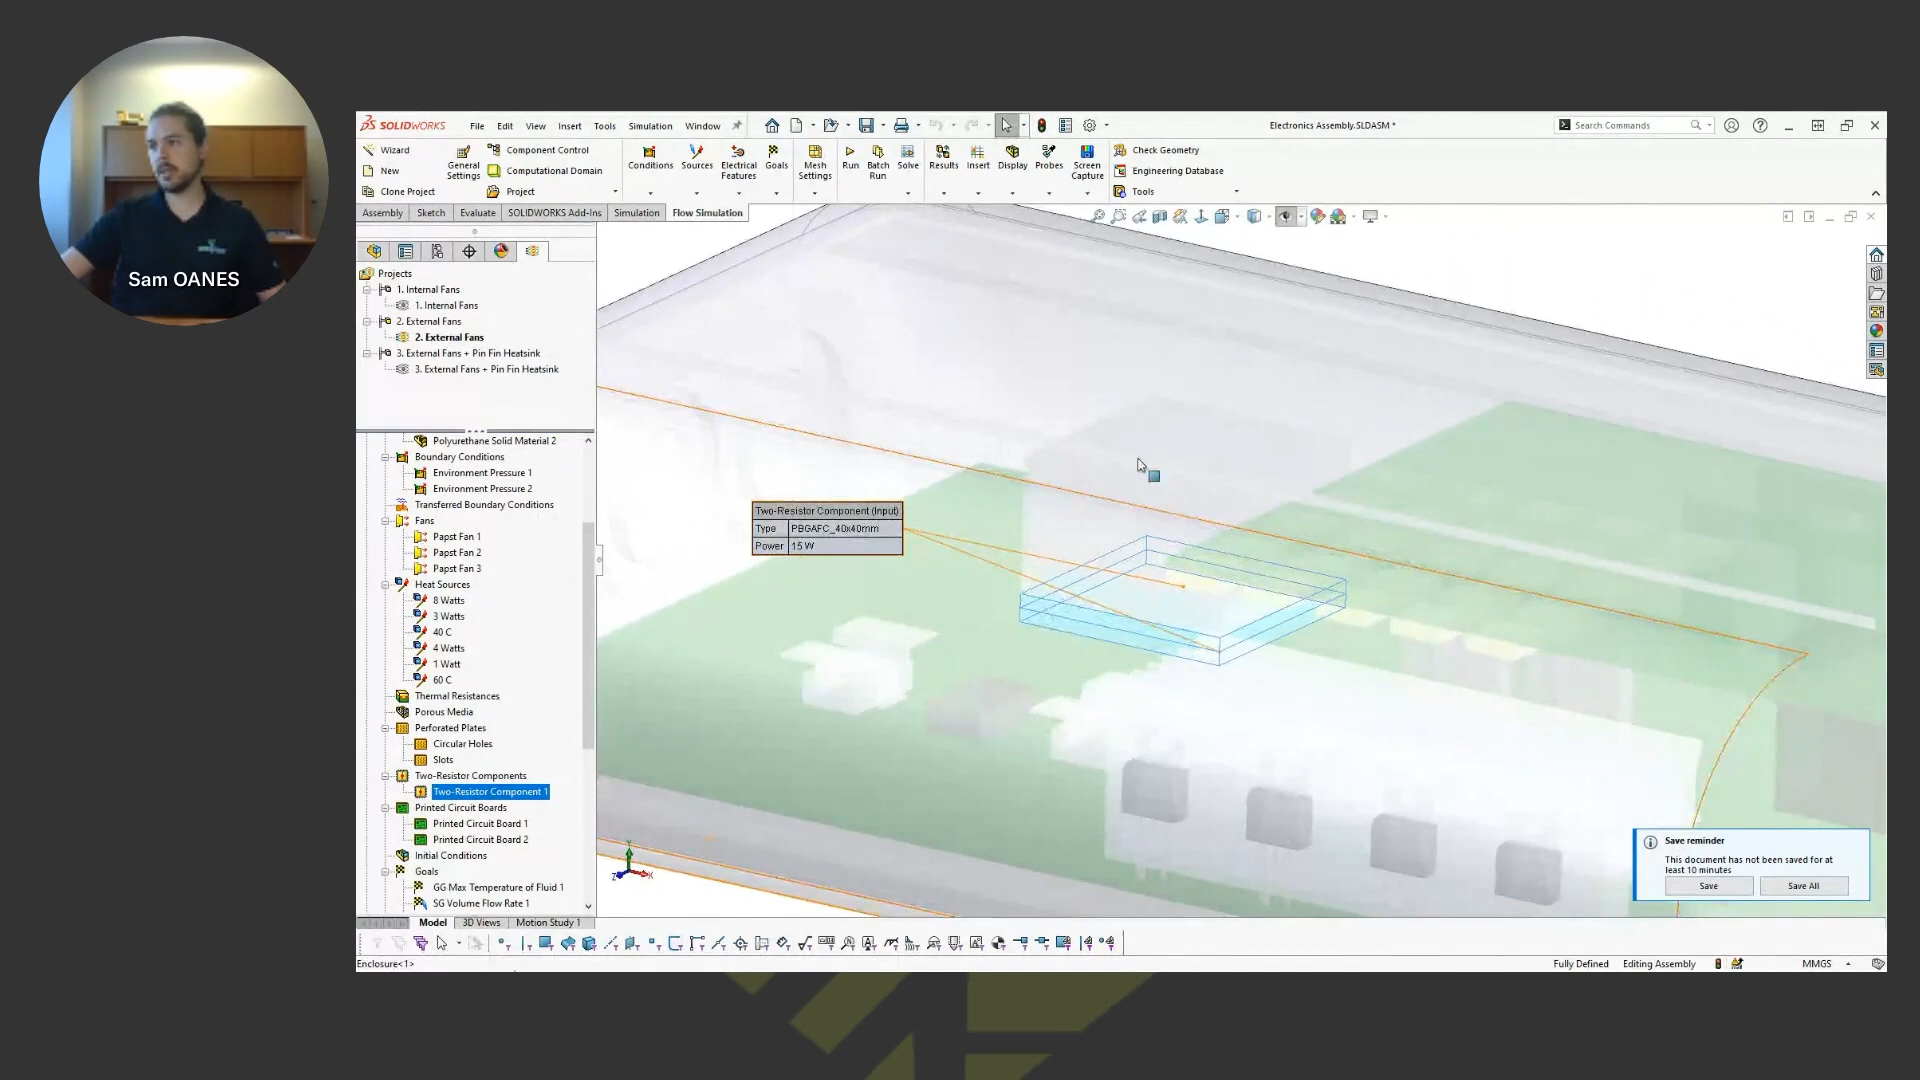 Sam OANES
SOLIDWORKS
File Edit View Insert Tools Simulation Window
Electronics Assembly.SLDASM *
Search Commands
Wizard
New
Clone Project
General Settings
Component Control
Computational Domain
Project
Conditions
Sources
Electrical Features
Goals
Mesh Settings
Run
Batch Run
Solve
Results
Insert
Display
Probes
Screen Capture
Check Geometry
Engineering Database
Tools
Assembly Sketch Evaluate SOLIDWORKS Add-Ins Simulation Flow Simulation
Projects
1. Internal Fans
1. Internal Fans
2. External Fans
2. External Fans
3. External Fans + Pin Fin Heatsink
3. External Fans + Pin Fin Heatsink
Polyurethane Solid Material 2
Boundary Conditions
Environment Pressure 1
Environment Pressure 2
Transferred Boundary Conditions
Fans
Papst Fan 1
Papst Fan 2
Papst Fan 3
Heat Sources
8 Watts
3 Watts
40 C
4 Watts
1 Watt
60 C
Thermal Resistances
Porous Media
Perforated Plates
Circular Holes
Slots
Two-Resistor Components
Two-Resistor Component 1
Printed Circuit Boards
Printed Circuit Board 1
Printed Circuit Board 2
Initial Conditions
Goals
GG Max Temperature of Fluid 1
SG Volume Flow Rate 1
Two-Resistor Component (Input)
Type PBGAFC_40x40mm
Power 15 W
Save reminder
This document has not been saved for at
least 10 minutes
Save Save All
Model 3D Views Motion Study 1
Enclosure<1>
Fully Defined Editing Assembly MMGS